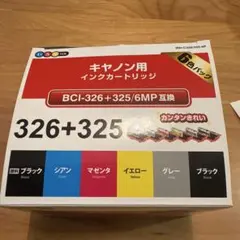 キヤノン用
インクカートリッジ
6色パック
BCI-326+325/6MP互換
326+325
カンタンきれい
ブラック
シアン
マゼンタ
イエロー
グレー
ブラック